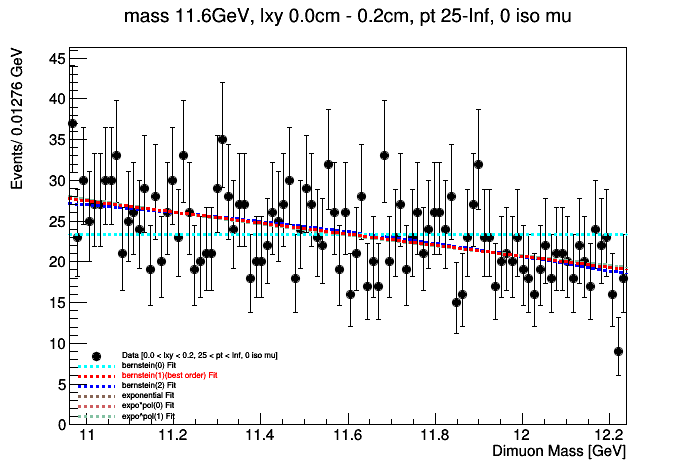 mass 11.6GeV, lxy 0.0cm - 0.2cm, pt 25-Inf, 0 iso mu
Events/ 0.01276 GeV
45
40
35
30
25
20
15
10
5
0
Data [0.0 < lxy < 0.2, 25 < pt < Inf, 0 iso mu]
bernstein(0) Fit
bernstein(1)(best order) Fit
bernstein(2) Fit
exponential Fit
expo*pol(0) Fit
expo*pol(1) Fit
11
11.2
11.4
11.6
11.8
12
12.2
Dimuon Mass [GeV]